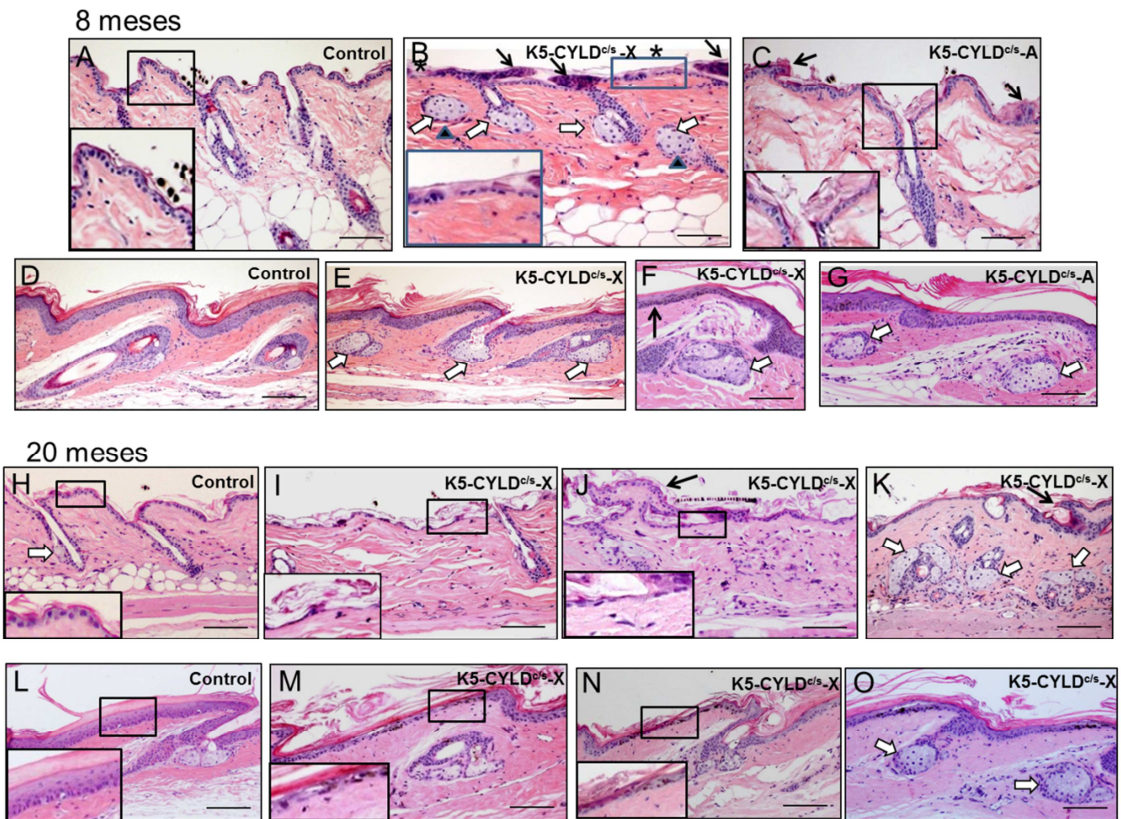 8 meses
A Control
B K5-CYLDc/s-X
* *
C K5-CYLDc/s-A
D Control
E K5-CYLDc/s-X
F K5-CYLDc/s-X
G K5-CYLDc/s-A
20 meses
H Control
I K5-CYLDc/s-X
J K5-CYLDc/s-X
K K5-CYLDc/s-X
L Control
M K5-CYLDc/s-X
N K5-CYLDc/s-X
O K5-CYLDc/s-X